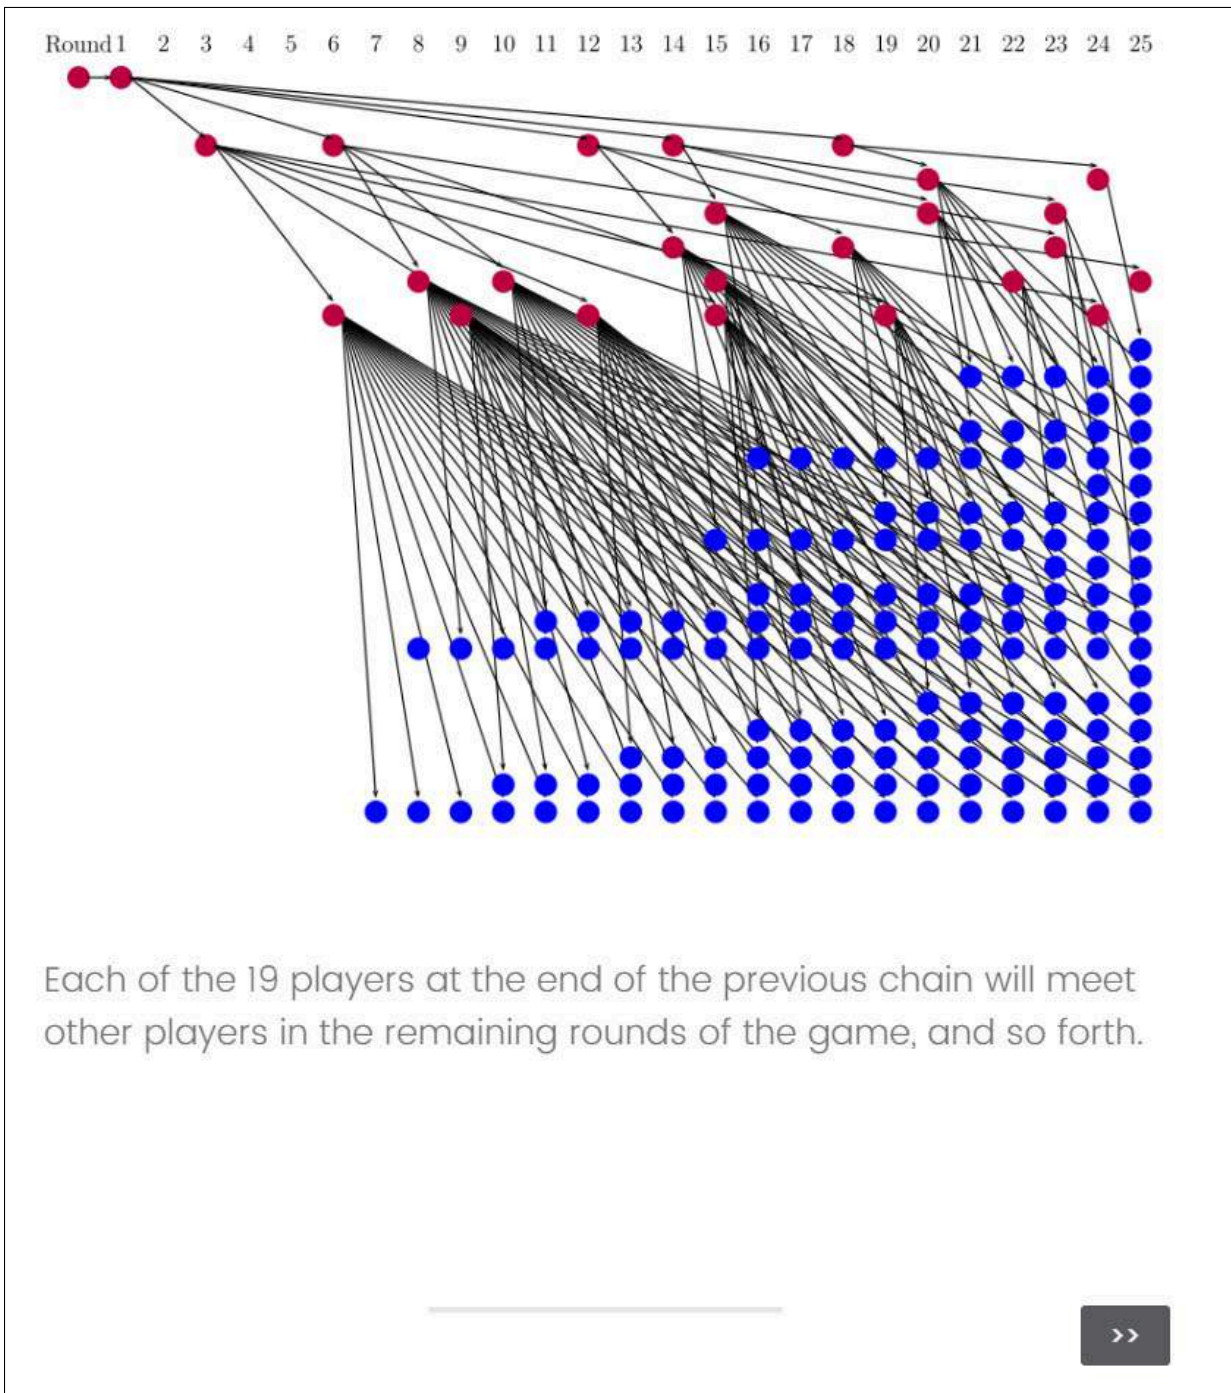 Round 1 2 3 4 5 6 7 8 9 10 11 12 13 14 15 16 17 18 19 20 21 22 23 24 25
Each of the 19 players at the end of the previous chain will meet
other players in the remaining rounds of the game, and so forth.
>>